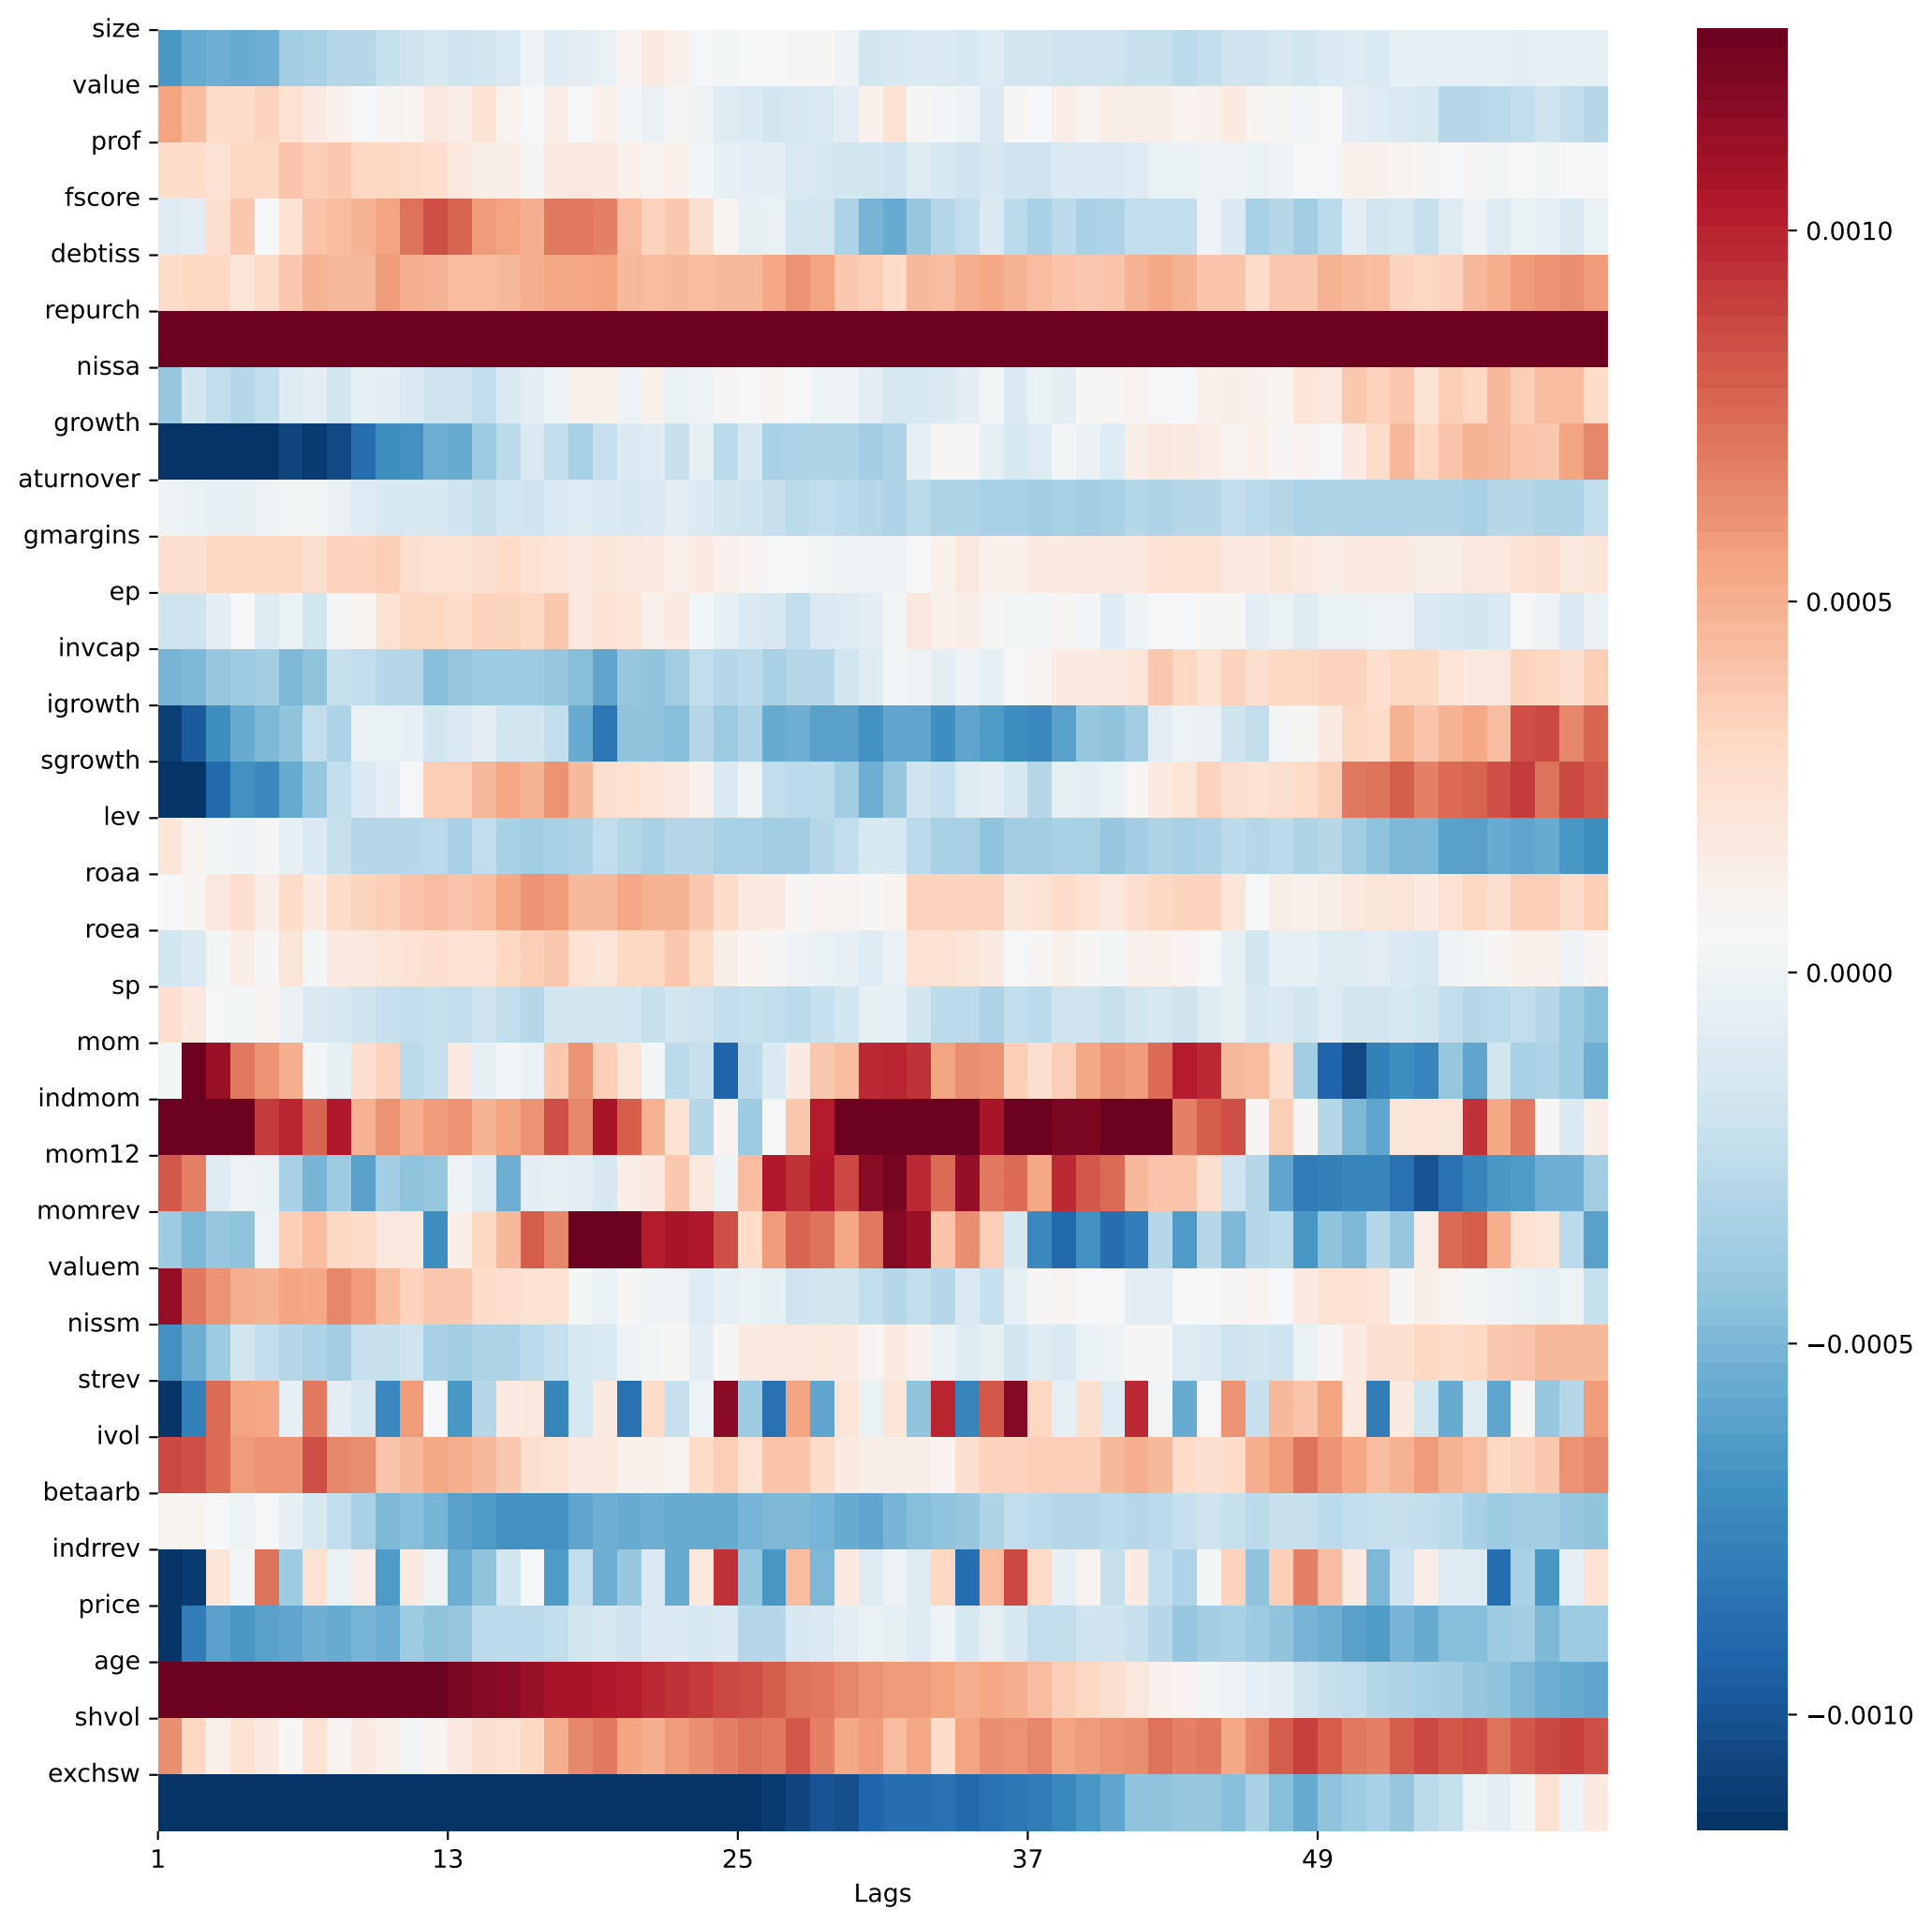 size
value
prof
fscore
debtiss
repurch
nissa
growth
aturnover
gmargins
ep
invcap
igrowth
sgrowth
lev
roaa
roea
sp
mom
indmom
mom12
momrev
valuem
nissm
strev
ivol
betaarb
indrrev
price
age
shvol
exchsw
1 13 25 37 49
Lags
0.0010
0.0005
0.0000
−0.0005
−0.0010